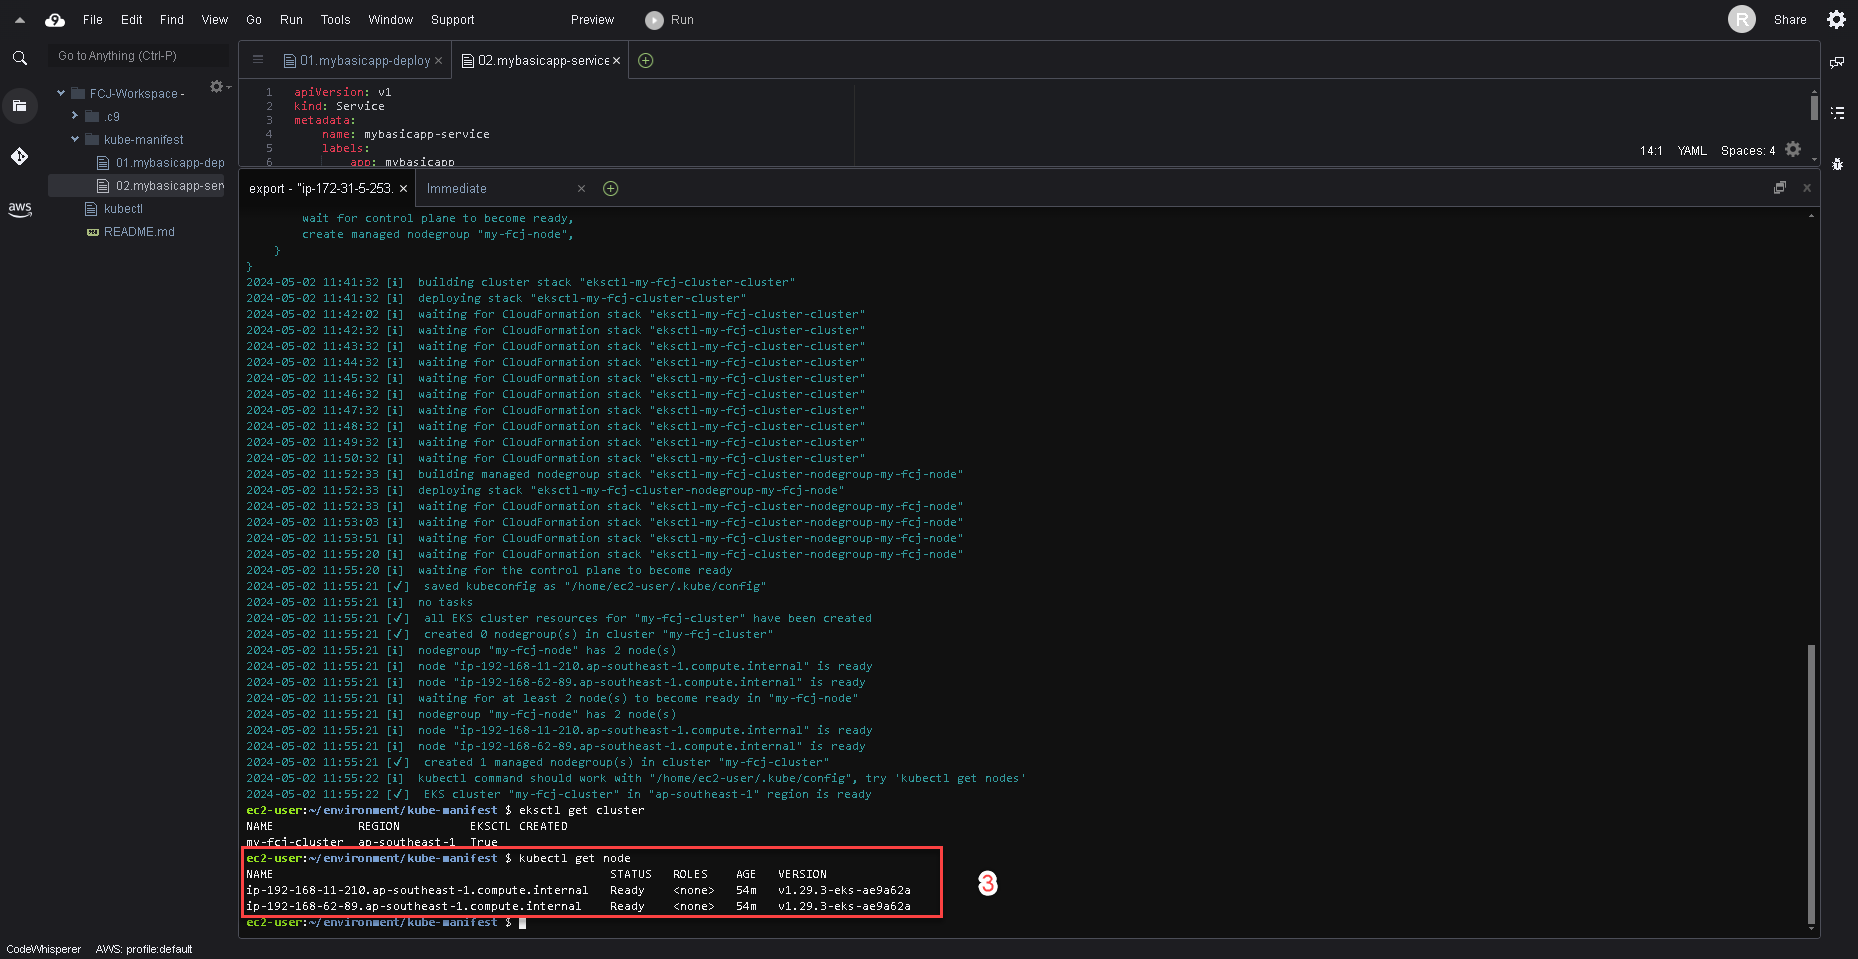 File Edit Find View Go Run Tools Window Support Preview Run R Share
Go to Anything (Ctrl-P)
FCJ-Workspace -
.c9
kube-manifest
01.mybasicapp-dep
02.mybasicapp-ser
kubectl
README.md
aws
01.mybasicapp-deploy
02.mybasicapp-service
1 apiVersion: v1
2 kind: Service
3 metadata:
4 name: mybasicapp-service
5 labels:
6 app: mybasicapp
14:1 YAML Spaces: 4
export - "ip-172-31-5-253. Immediate
wait for control plane to become ready,
create managed nodegroup "my-fcj-node",
}
}
2024-05-02 11:41:32 [ℹ] building cluster stack "eksctl-my-fcj-cluster-cluster"
2024-05-02 11:41:32 [ℹ] deploying stack "eksctl-my-fcj-cluster-cluster"
2024-05-02 11:42:02 [ℹ] waiting for CloudFormation stack "eksctl-my-fcj-cluster-cluster"
2024-05-02 11:42:32 [ℹ] waiting for CloudFormation stack "eksctl-my-fcj-cluster-cluster"
2024-05-02 11:43:32 [ℹ] waiting for CloudFormation stack "eksctl-my-fcj-cluster-cluster"
2024-05-02 11:44:32 [ℹ] waiting for CloudFormation stack "eksctl-my-fcj-cluster-cluster"
2024-05-02 11:45:32 [ℹ] waiting for CloudFormation stack "eksctl-my-fcj-cluster-cluster"
2024-05-02 11:46:32 [ℹ] waiting for CloudFormation stack "eksctl-my-fcj-cluster-cluster"
2024-05-02 11:47:32 [ℹ] waiting for CloudFormation stack "eksctl-my-fcj-cluster-cluster"
2024-05-02 11:48:32 [ℹ] waiting for CloudFormation stack "eksctl-my-fcj-cluster-cluster"
2024-05-02 11:49:32 [ℹ] waiting for CloudFormation stack "eksctl-my-fcj-cluster-cluster"
2024-05-02 11:50:32 [ℹ] waiting for CloudFormation stack "eksctl-my-fcj-cluster-cluster"
2024-05-02 11:52:33 [ℹ] building managed nodegroup stack "eksctl-my-fcj-cluster-nodegroup-my-fcj-node"
2024-05-02 11:52:33 [ℹ] deploying stack "eksctl-my-fcj-cluster-nodegroup-my-fcj-node"
2024-05-02 11:52:33 [ℹ] waiting for CloudFormation stack "eksctl-my-fcj-cluster-nodegroup-my-fcj-node"
2024-05-02 11:53:03 [ℹ] waiting for CloudFormation stack "eksctl-my-fcj-cluster-nodegroup-my-fcj-node"
2024-05-02 11:53:51 [ℹ] waiting for CloudFormation stack "eksctl-my-fcj-cluster-nodegroup-my-fcj-node"
2024-05-02 11:55:20 [ℹ] waiting for CloudFormation stack "eksctl-my-fcj-cluster-nodegroup-my-fcj-node"
2024-05-02 11:55:20 [ℹ] waiting for the control plane to become ready
2024-05-02 11:55:21 [✓] saved kubeconfig as "/home/ec2-user/.kube/config"
2024-05-02 11:55:21 [ℹ] no tasks
2024-05-02 11:55:21 [✓] all EKS cluster resources for "my-fcj-cluster" have been created
2024-05-02 11:55:21 [✓] created 0 nodegroup(s) in cluster "my-fcj-cluster"
2024-05-02 11:55:21 [ℹ] nodegroup "my-fcj-node" has 2 node(s)
2024-05-02 11:55:21 [ℹ] node "ip-192-168-11-210.ap-southeast-1.compute.internal" is ready
2024-05-02 11:55:21 [ℹ] node "ip-192-168-62-89.ap-southeast-1.compute.internal" is ready
2024-05-02 11:55:21 [ℹ] waiting for at least 2 node(s) to become ready in "my-fcj-node"
2024-05-02 11:55:21 [ℹ] nodegroup "my-fcj-node" has 2 node(s)
2024-05-02 11:55:21 [ℹ] node "ip-192-168-11-210.ap-southeast-1.compute.internal" is ready
2024-05-02 11:55:21 [ℹ] node "ip-192-168-62-89.ap-southeast-1.compute.internal" is ready
2024-05-02 11:55:21 [✓] created 1 managed nodegroup(s) in cluster "my-fcj-cluster"
2024-05-02 11:55:22 [ℹ] kubectl command should work with "/home/ec2-user/.kube/config", try 'kubectl get nodes'
2024-05-02 11:55:22 [✓] EKS cluster "my-fcj-cluster" in "ap-southeast-1" region is ready
ec2-user:~/environment/kube-manifest $ eksctl get cluster
NAME REGION EKSCTL CREATED
my-fcj-cluster ap-southeast-1 True
ec2-user:~/environment/kube-manifest $ kubectl get node
NAME STATUS ROLES AGE VERSION
ip-192-168-11-210.ap-southeast-1.compute.internal Ready <none> 54m v1.29.3-eks-ae9a62a
ip-192-168-62-89.ap-southeast-1.compute.internal Ready <none> 54m v1.29.3-eks-ae9a62a
3
ec2-user:~/environment/kube-manifest $
CodeWhisperer AWS: profile:default